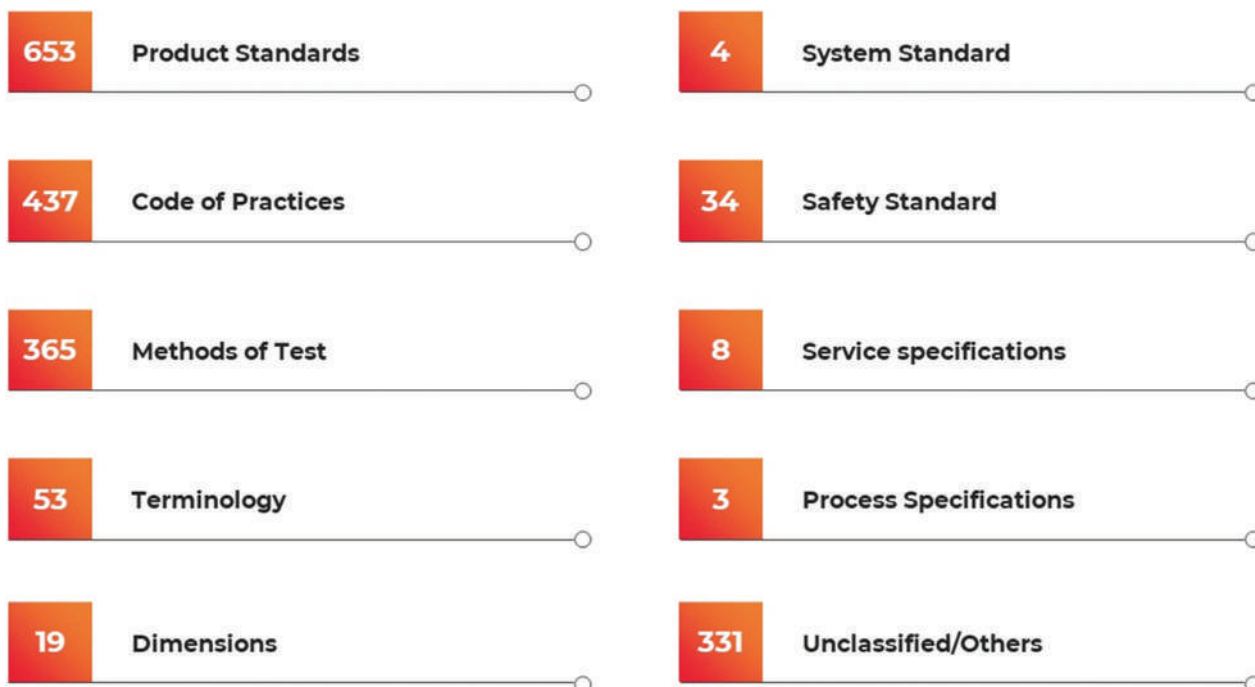 653 Product Standards
437 Code of Practices
365 Methods of Test
53 Terminology
19 Dimensions
4 System Standard
34 Safety Standard
8 Service specifications
3 Process Specifications
331 Unclassified/Others